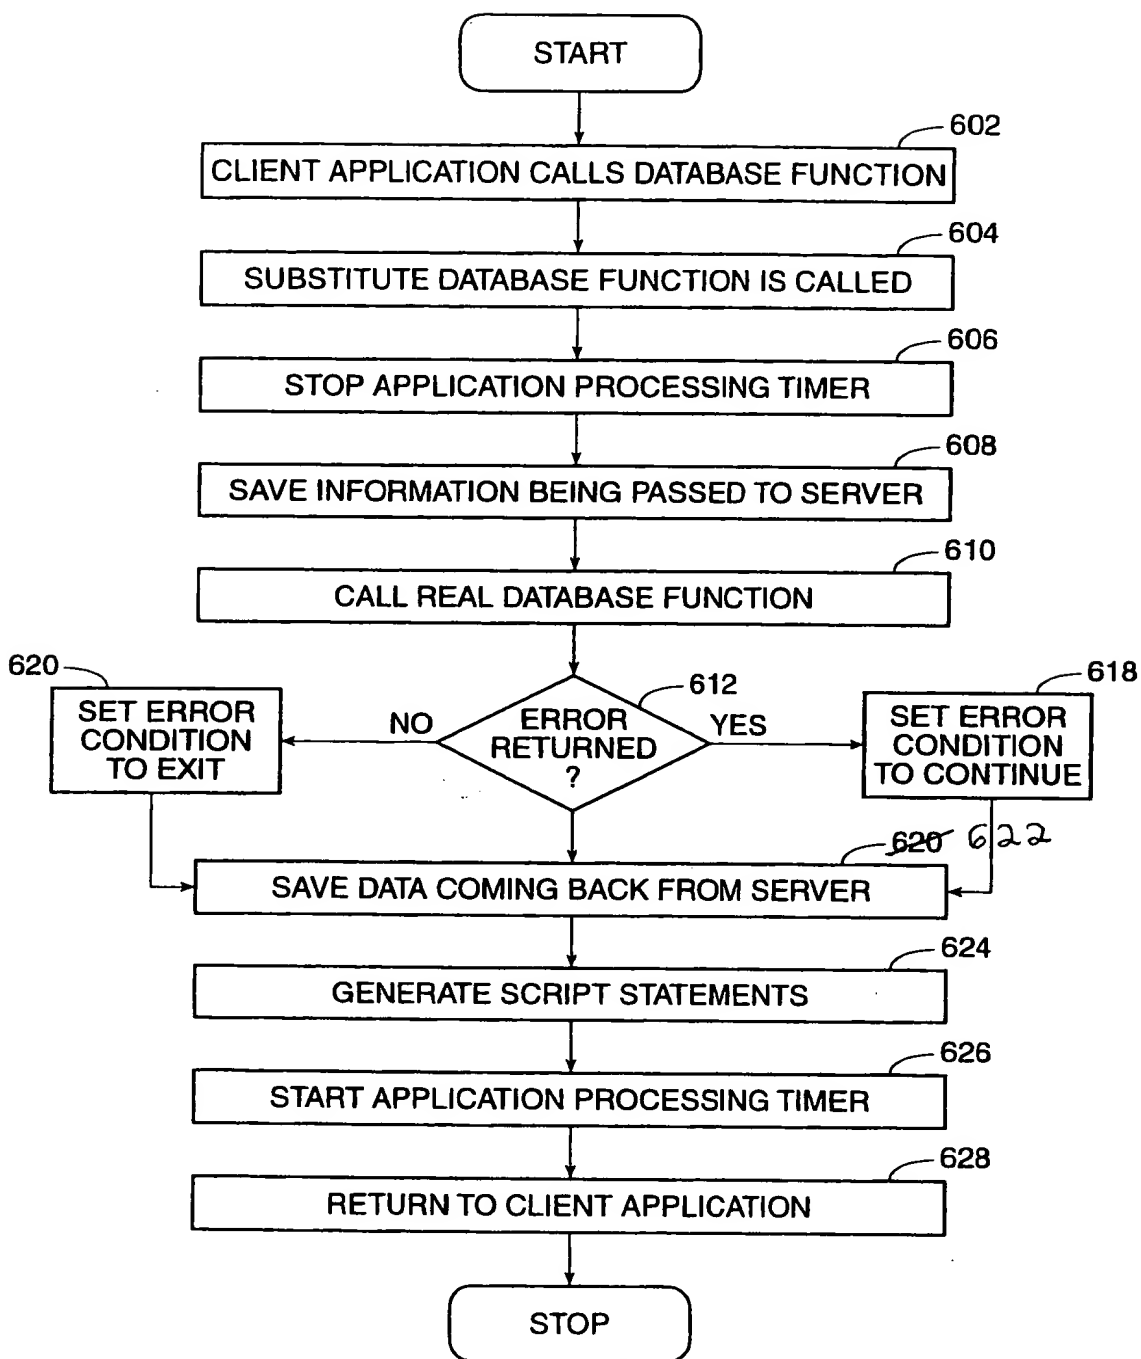 START
602
CLIENT APPLICATION CALLS DATABASE FUNCTION
604
SUBSTITUTE DATABASE FUNCTION IS CALLED
606
STOP APPLICATION PROCESSING TIMER
608
SAVE INFORMATION BEING PASSED TO SERVER
610
CALL REAL DATABASE FUNCTION
620
SET ERROR
CONDITION
TO EXIT
NO
612
ERROR
RETURNED
?
YES
618
SET ERROR
CONDITION
TO CONTINUE
620 622
SAVE DATA COMING BACK FROM SERVER
624
GENERATE SCRIPT STATEMENTS
626
START APPLICATION PROCESSING TIMER
628
RETURN TO CLIENT APPLICATION
STOP